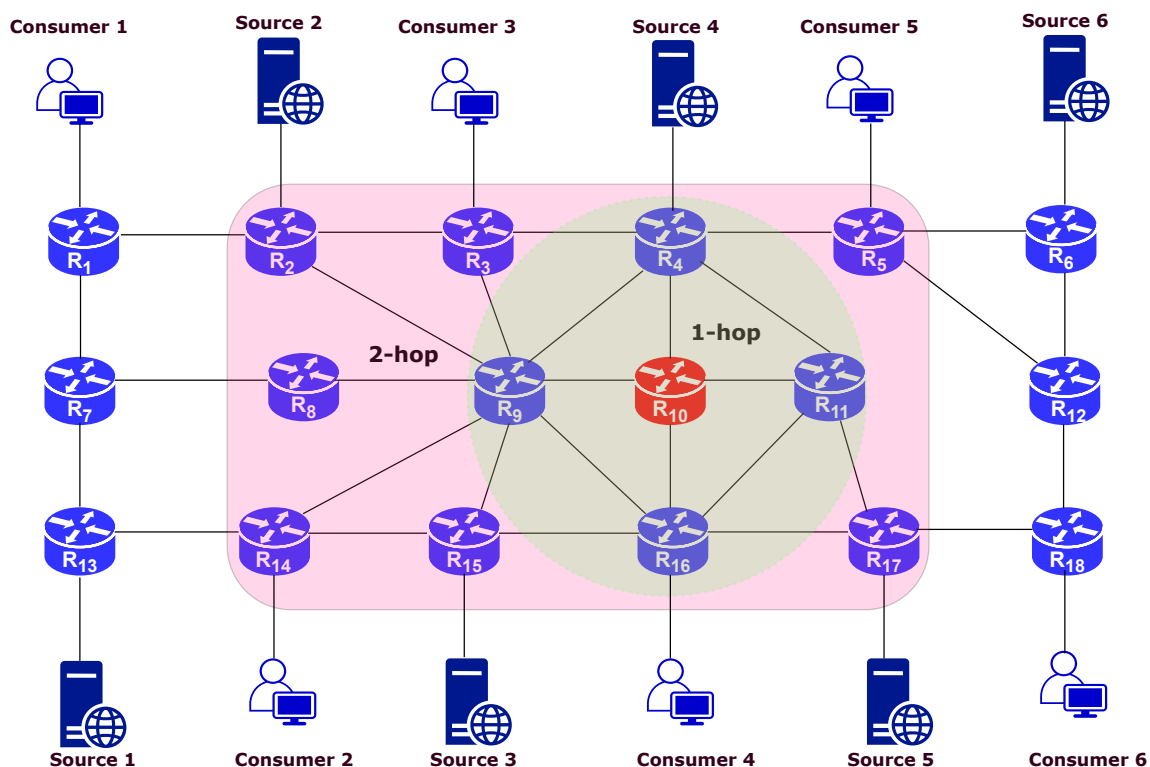 Consumer 1
Source 2
Consumer 3
Source 4
Consumer 5
Source 6
R1
R2
R3
R4
R5
R6
2-hop
1-hop
R7
R8
R9
R10
R11
R12
R13
R14
R15
R16
R17
R18
Source 1
Consumer 2
Source 3
Consumer 4
Source 5
Consumer 6